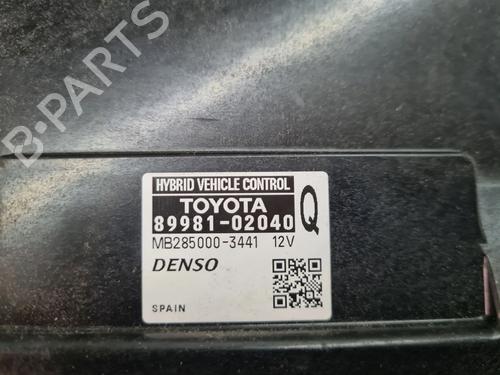 B-PARTS
HYBRID VEHICLE CONTROL
TOYOTA
89981-02040
Q
MB285000-3441 12V
DENSO
SPAIN